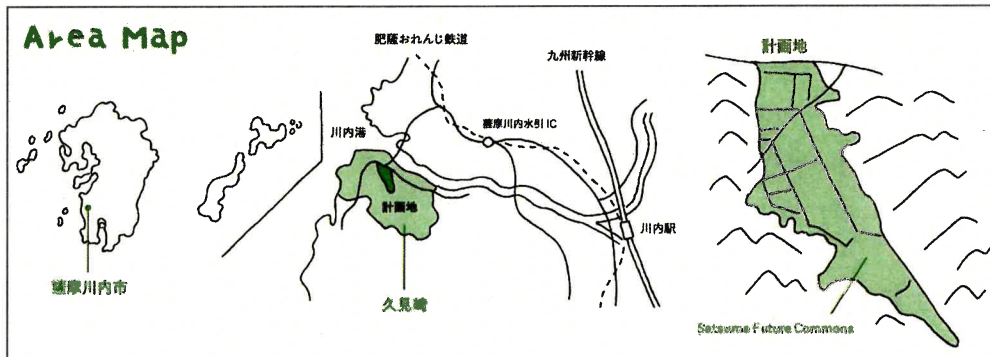 Area Map
肥薩おれんじ鉄道
九州新幹線
計画地
川内港
薩摩川内水引IC
計画地
川内駅
薩摩川内市
久見崎
Satsuma Future Commons